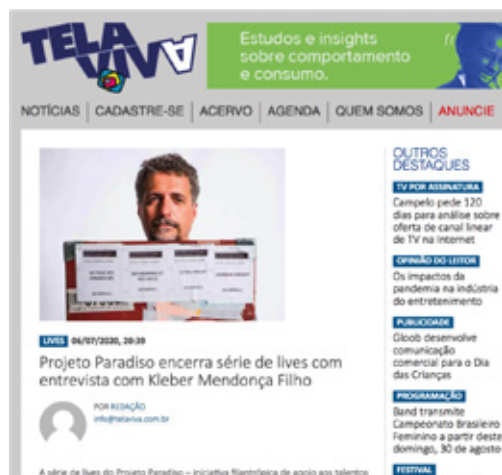 TELA VIVA
Estudos e insights
sobre comportamento
e consumo.
NOTÍCIAS | CADASTRE-SE | ACERVO | AGENDA | QUEM SOMOS | ANUNCIE
LIVES 06/07/2020, 20:39
Projeto Paradiso encerra série de lives com
entrevista com Kleber Mendonça Filho
POR REDAÇÃO
info@telaviva.com.br
A série de lives do Projeto Paradiso – iniciativa filantrópica de apoio aos talentos
OUTROS
DESTAQUES
TV POR ASSINATURA
Campelo pede 120
dias para análise sobre
oferta de canal linear
de TV na internet
OPINIÃO DO LEITOR
Os impactos da
pandemia na indústria
do entretenimento
PUBLICIDADE
Gloob desenvolve
comunicação
comercial para o Dia
das Crianças
PROGRAMAÇÃO
Band transmite
Campeonato Brasileiro
Feminino a partir deste
domingo, 30 de agosto
FESTIVAL